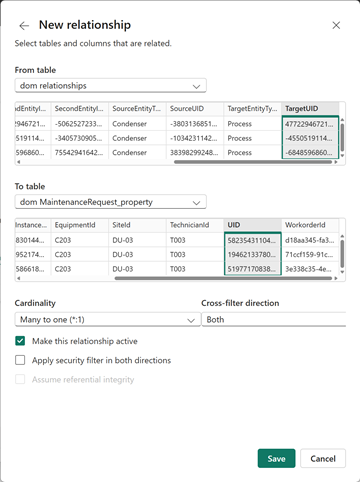 New relationship
Select tables and columns that are related.
From table
dom relationships
dEntityI... SecondEntityI... SourceEntityT... SourceUID TargetEntityTy... TargetUID
2946721... -5062527233... Condenser -3803136851... Process 47722946721...
519114... -3405730905... Condenser -1034231142... Process -4550519114...
596860... 75542941642... Condenser 38398299248... Process -6848596860...
To table
dom MaintenanceRequest_property
Instance... EquipmentId SiteId TechnicianId UID WorkorderId
830144... C203 DU-03 T003 58235431104... d18aa345-fa3...
952174... C203 DU-03 T003 19462133780... 71ccf159-91c...
586618... C203 DU-03 T003 51977170838... 3e338c35-4e...
Cardinality Cross-filter direction
Many to one (*:1) Both
Make this relationship active
Apply security filter in both directions
Assume referential integrity
Save Cancel